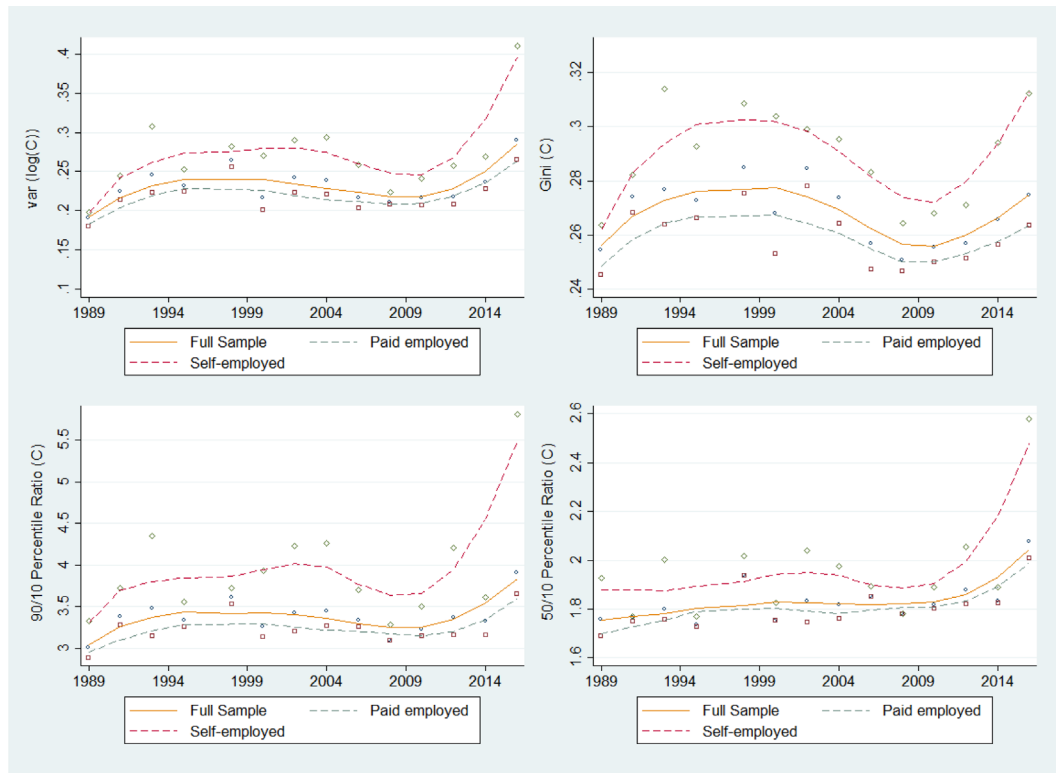 var (log(C))
.4
.35
.3
.25
.2
.15
.1
1989 1994 1999 2004 2009 2014
Full Sample Paid employed
Self-employed
Gini (C)
.32
.3
.28
.26
.24
1989 1994 1999 2004 2009 2014
Full Sample Paid employed
Self-employed
90/10 Percentile Ratio (C)
5.5
5
4.5
4
3.5
3
1989 1994 1999 2004 2009 2014
Full Sample Paid employed
Self-employed
50/10 Percentile Ratio (C)
2.6
2.4
2.2
2
1.8
1.6
1989 1994 1999 2004 2009 2014
Full Sample Paid employed
Self-employed